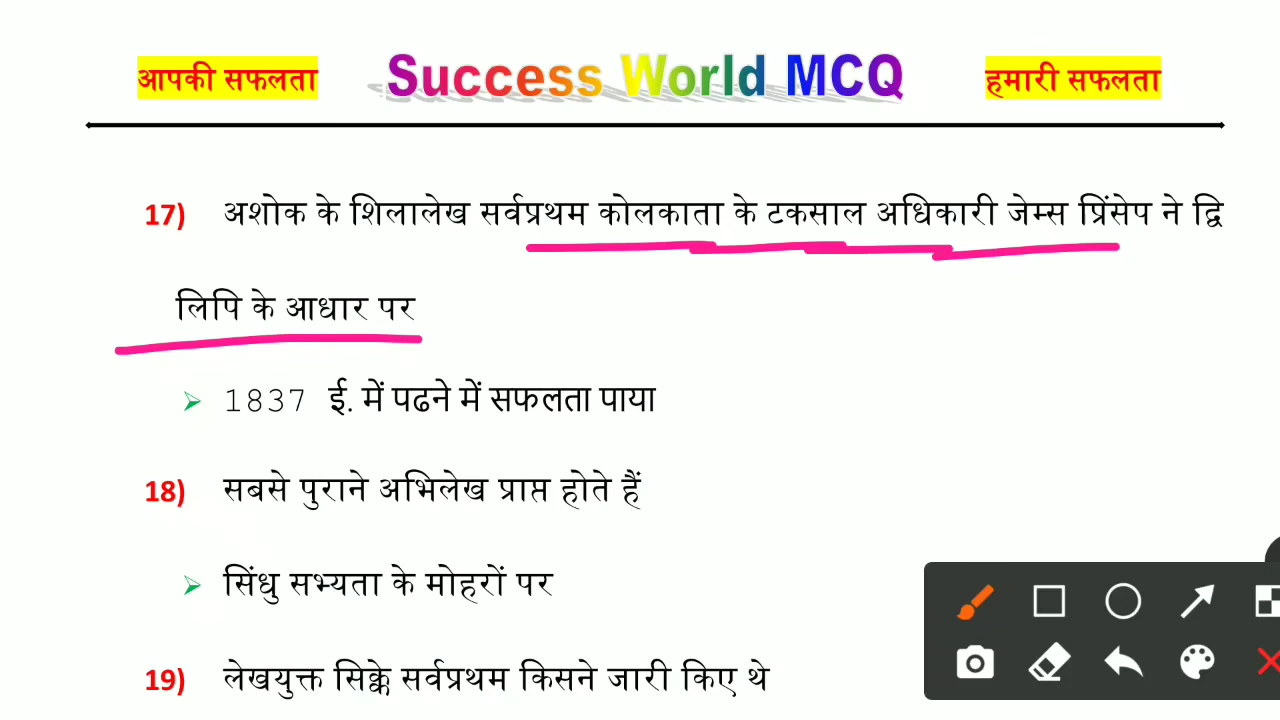 आपकी सफलता Success World MCQ हमारी सफलता
17) अशोक के शिलालेख सर्वप्रथम कोलकाता के टकसाल अधिकारी जेम्स प्रिंसेप ने द्वि
लिपि के आधार पर
1837 ई. में पढने में सफलता पाया
18) सबसे पुराने अभिलेख प्राप्त होते हैं
सिंधु सभ्यता के मोहरों पर
19) लेखयुक्त सिक्के सर्वप्रथम किसने जारी किए थे